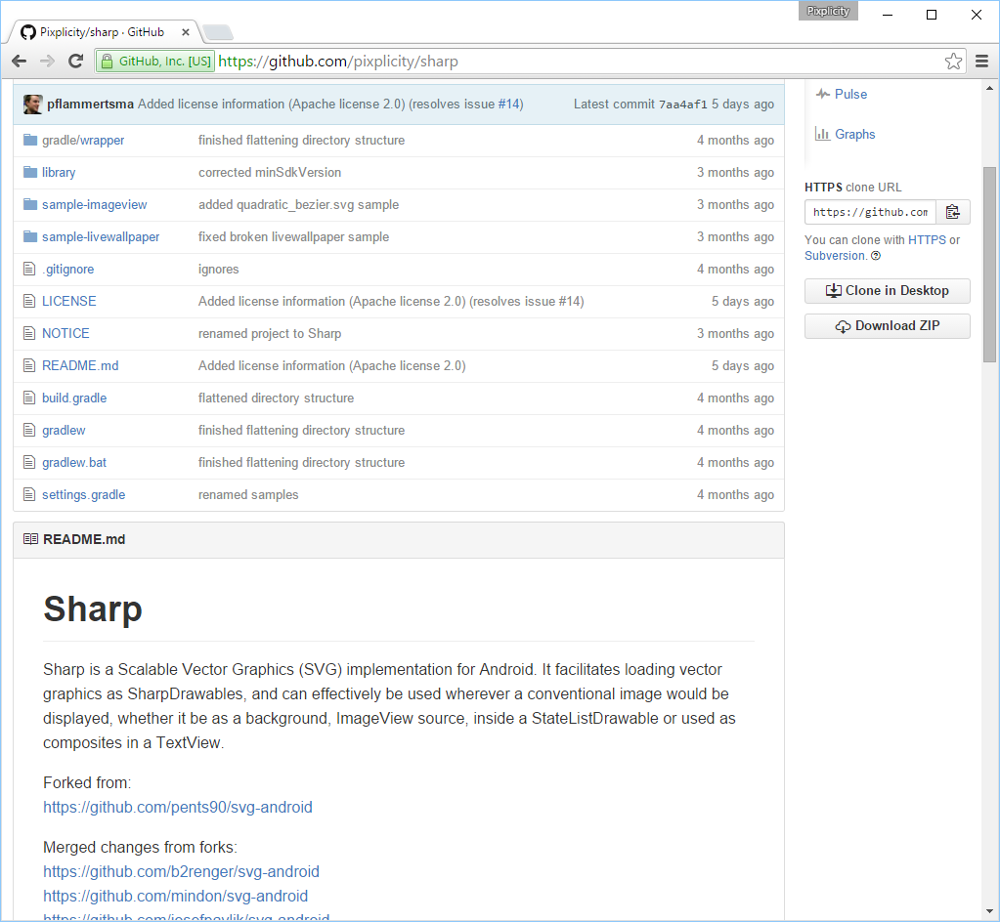 Pixplicity
Pixplicity/sharp · GitHub
GitHub, Inc. [US] https://github.com/pixplicity/sharp
pflammertsma Added license information (Apache license 2.0) (resolves issue #14) Latest commit 7aa4af1 5 days ago
gradle/wrapper finished flattening directory structure 4 months ago
library corrected minSdkVersion 3 months ago
sample-imageview added quadratic_bezier.svg sample 3 months ago
sample-livewallpaper fixed broken livewallpaper sample 3 months ago
.gitignore ignores 4 months ago
LICENSE Added license information (Apache license 2.0) (resolves issue #14) 5 days ago
NOTICE renamed project to Sharp 3 months ago
README.md Added license information (Apache license 2.0) 5 days ago
build.gradle flattened directory structure 4 months ago
gradlew finished flattening directory structure 4 months ago
gradlew.bat finished flattening directory structure 4 months ago
settings.gradle renamed samples 4 months ago
Pulse
Graphs
HTTPS clone URL
https://github.com
You can clone with HTTPS or
Subversion.
Clone in Desktop
Download ZIP
README.md
Sharp
Sharp is a Scalable Vector Graphics (SVG) implementation for Android. It facilitates loading vector
graphics as SharpDrawables, and can effectively be used wherever a conventional image would be
displayed, whether it be as a background, ImageView source, inside a StateListDrawable or used as
composites in a TextView.
Forked from:
https://github.com/pents90/svg-android
Merged changes from forks:
https://github.com/b2renger/svg-android
https://github.com/mindon/svg-android
https://github.com/josefpavlik/svg-android